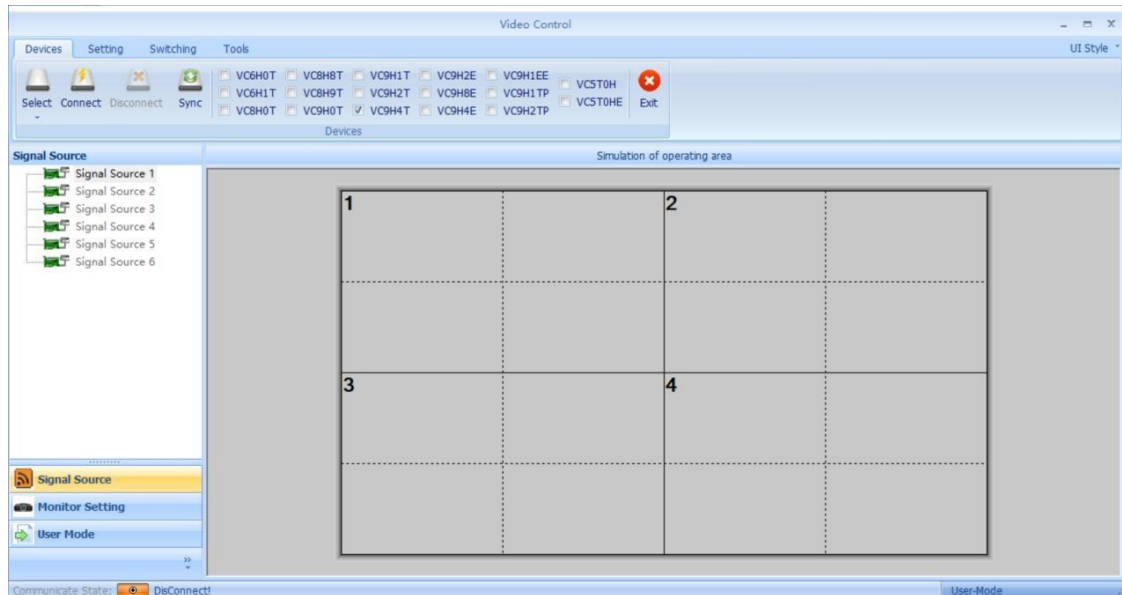 Video Control
Devices Setting Switching Tools UI Style
VC6H0T VC8H8T VC9H1T VC9H2E VC9H1EE
VC5T0H
VC6H1T VC8H9T VC9H2T VC9H8E VC9H1TP
VC5T0HE
VC8H0T VC9H0T VC9H4T VC9H4E VC9H2TP
Select Connect Disconnect Sync Exit
Devices
Signal Source Simulation of operating area
Signal Source 1
Signal Source 2
Signal Source 3
Signal Source 4
Signal Source 5
Signal Source 6
1 2
3 4
Signal Source
Monitor Setting
User Mode
Communicate State: DisConnect! User-Mode